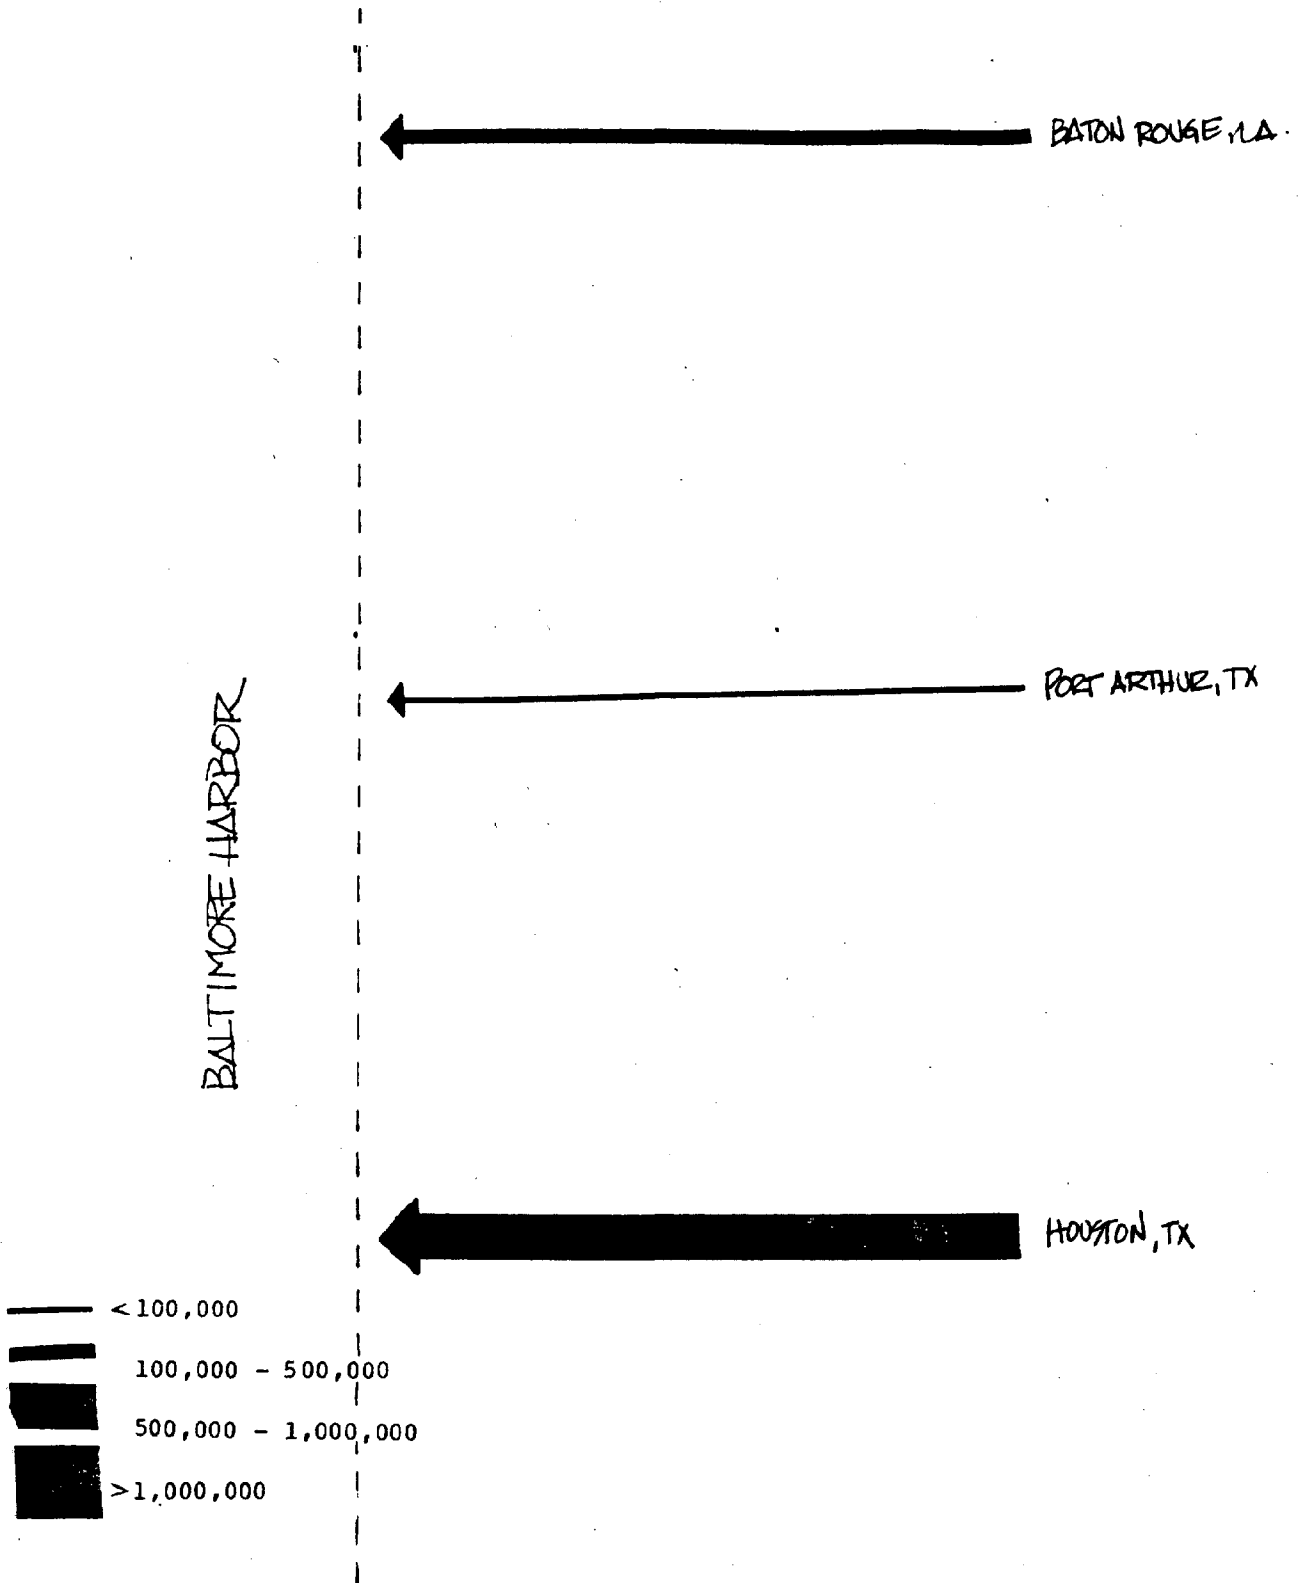 BATON ROUGE, LA.
PORT ARTHUR, TX
BALTIMORE HARBOR
HOUSTON, TX
<100,000
100,000 - 500,000
500,000 - 1,000,000
>1,000,000